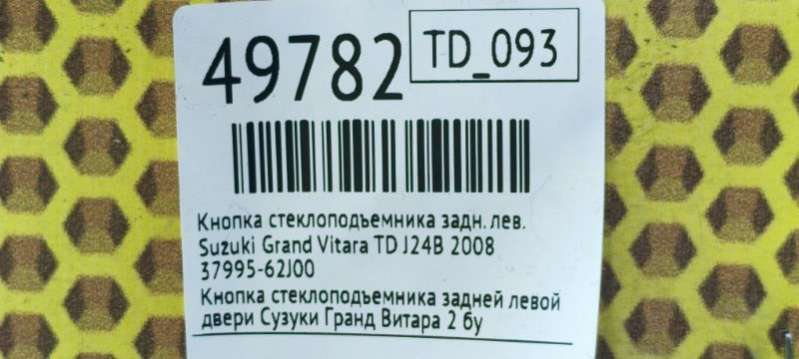 49782 TD_093
Кнопка стеклоподъемника задн. лев.
Suzuki Grand Vitara TD J24B 2008
37995-62J00
Кнопка стеклоподъемника задней левой
двери Сузуки Гранд Витара 2 бу